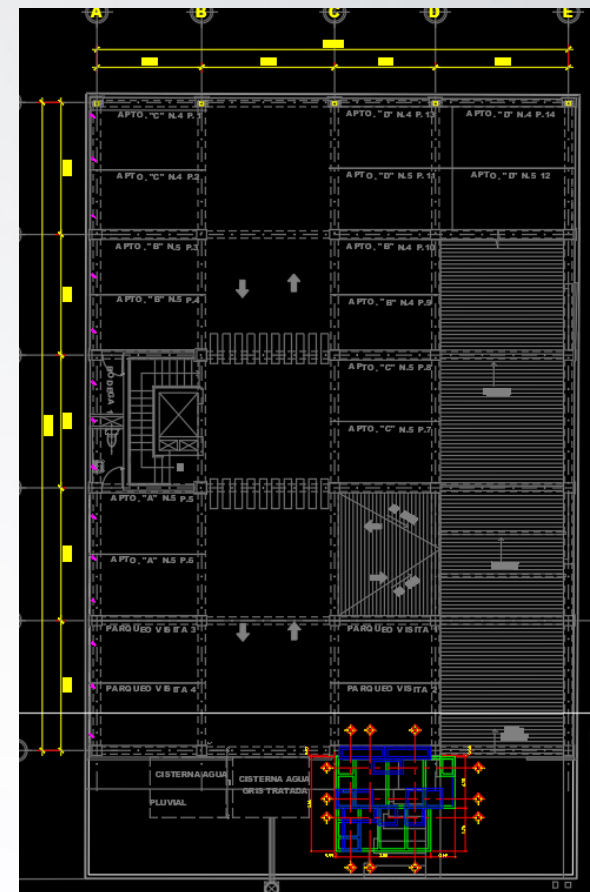 A B C D E
APTO. "C" N.4 P.1
APTO. "D" N.4 P.13
APTO. "D" N.4 P.14
APTO. "C" N.4 P.2
APTO. "D" N.5 P.11
APTO. "D" N.5 12
APTO. "B" N.5 P.3
APTO. "B" N.4 P.10
APTO. "B" N.5 P.4
APTO. "B" N.4 P.9
BODEGA 1
APTO. "C" N.5 P.8
APTO. "C" N.5 P.7
APTO. "A" N.5 P.5
APTO. "A" N.5 P.6
PARQUEO VISITA 3
PARQUEO VISITA 1
PARQUEO VISITA 4
PARQUEO VISITA 2
CISTERNA AGUA
PLUVIAL
CISTERNA AGUA
GRIS TRATADA